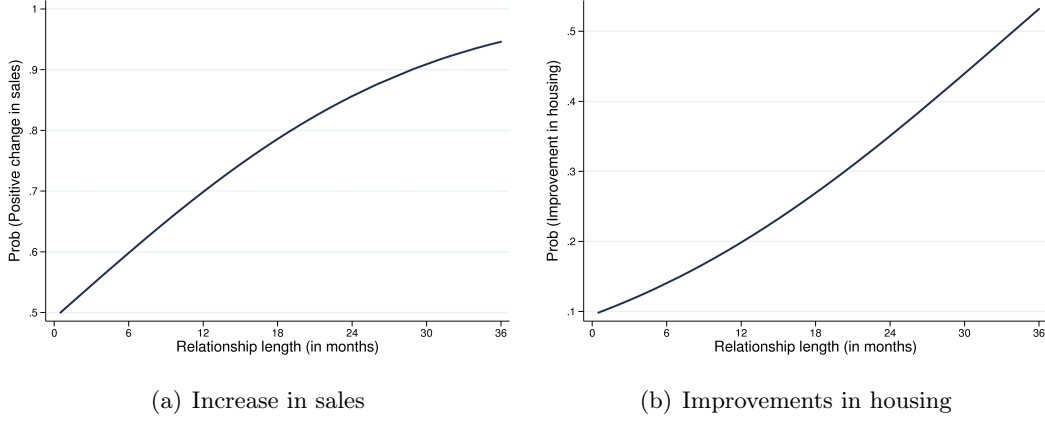 Prob (Positive change in sales)
1
.9
.8
.7
.6
.5
0 6 12 18 24 30 36
Relationship length (in months)
(a) Increase in sales
Prob (Improvement in housing)
.5
.4
.3
.2
.1
0 6 12 18 24 30 36
Relationship length (in months)
(b) Improvements in housing